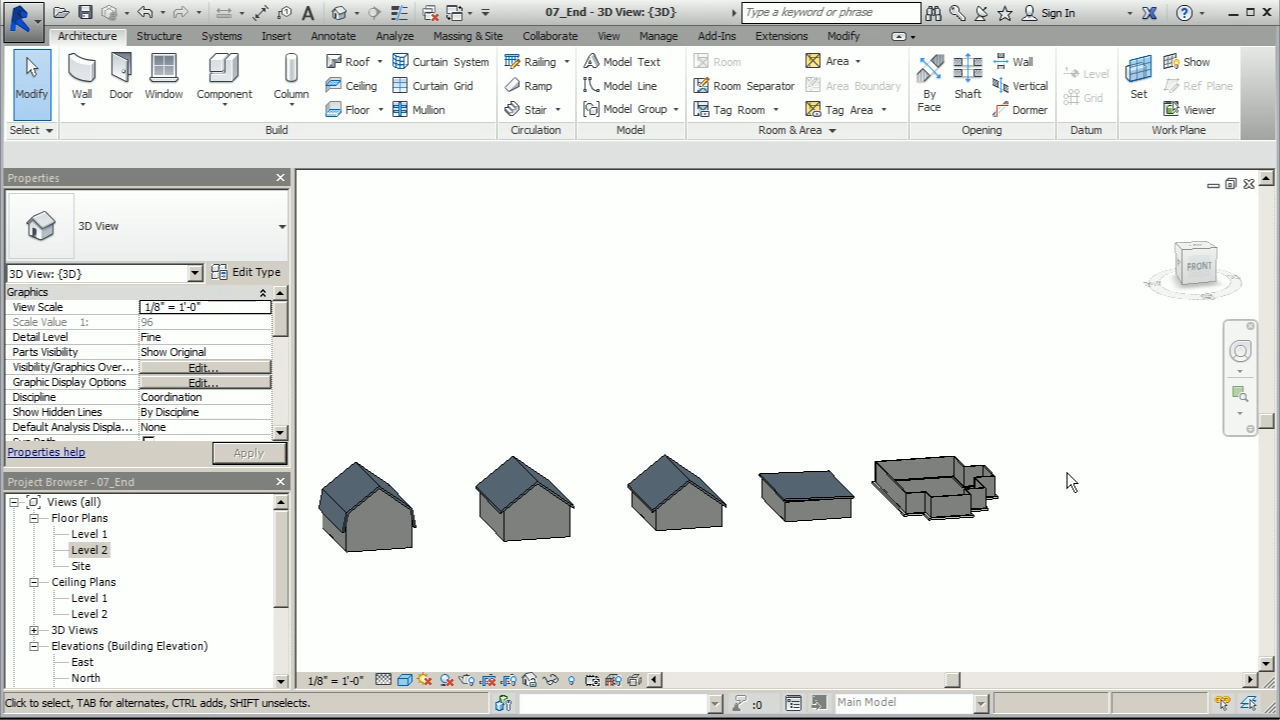 07_End - 3D View: {3D}
Type a keyword or phrase
Sign In
Architecture Structure Systems Insert Annotate Analyze Massing & Site Collaborate View Manage Add-Ins Extensions Modify
Modify
Wall
Door
Window
Component
Column
Roof
Ceiling
Floor
Curtain System
Curtain Grid
Mullion
Railing
Ramp
Stair
Model Text
Model Line
Model Group
Room
Room Separator
Tag Room
Area
Area Boundary
Tag Area
By
Face
Shaft
Wall
Vertical
Dormer
Level
Grid
Set
Show
Ref Plane
Viewer
Select Build Circulation Model Room & Area Opening Datum Work Plane
Properties
3D View
3D View: {3D} Edit Type
Graphics
View Scale 1/8" = 1'-0"
Scale Value 1: 96
Detail Level Fine
Parts Visibility Show Original
Visibility/Graphics Over... Edit...
Graphic Display Options Edit...
Discipline Coordination
Show Hidden Lines By Discipline
Default Analysis Displa... None
Properties help Apply
Project Browser - 07_End
Views (all)
Floor Plans
Level 1
Level 2
Site
Ceiling Plans
Level 1
Level 2
3D Views
Elevations (Building Elevation)
East
North
FRONT
1/8" = 1'-0"
Click to select, TAB for alternates, CTRL adds, SHIFT unselects.
:0
Main Model